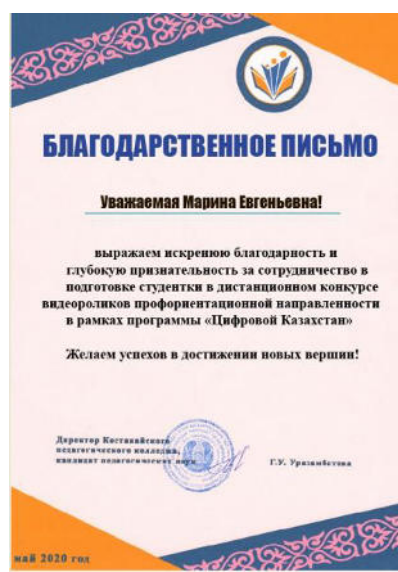 БЛАГОДАРСТВЕННОЕ ПИСЬМО
Уважаемая Марина Евгеньевна!
выражаем искреннюю благодарность и
глубокую признательность за сотрудничество в
подготовке студентки в дистанционном конкурсе
видеороликов профориентационной направленности
в рамках программы «Цифровой Казахстан»
Желаем успехов в достижении новых вершин!
Директор Костанайского
педагогического колледжа,
кандидат педагогических наук
Г.У. Уразамбетова
май 2020 год